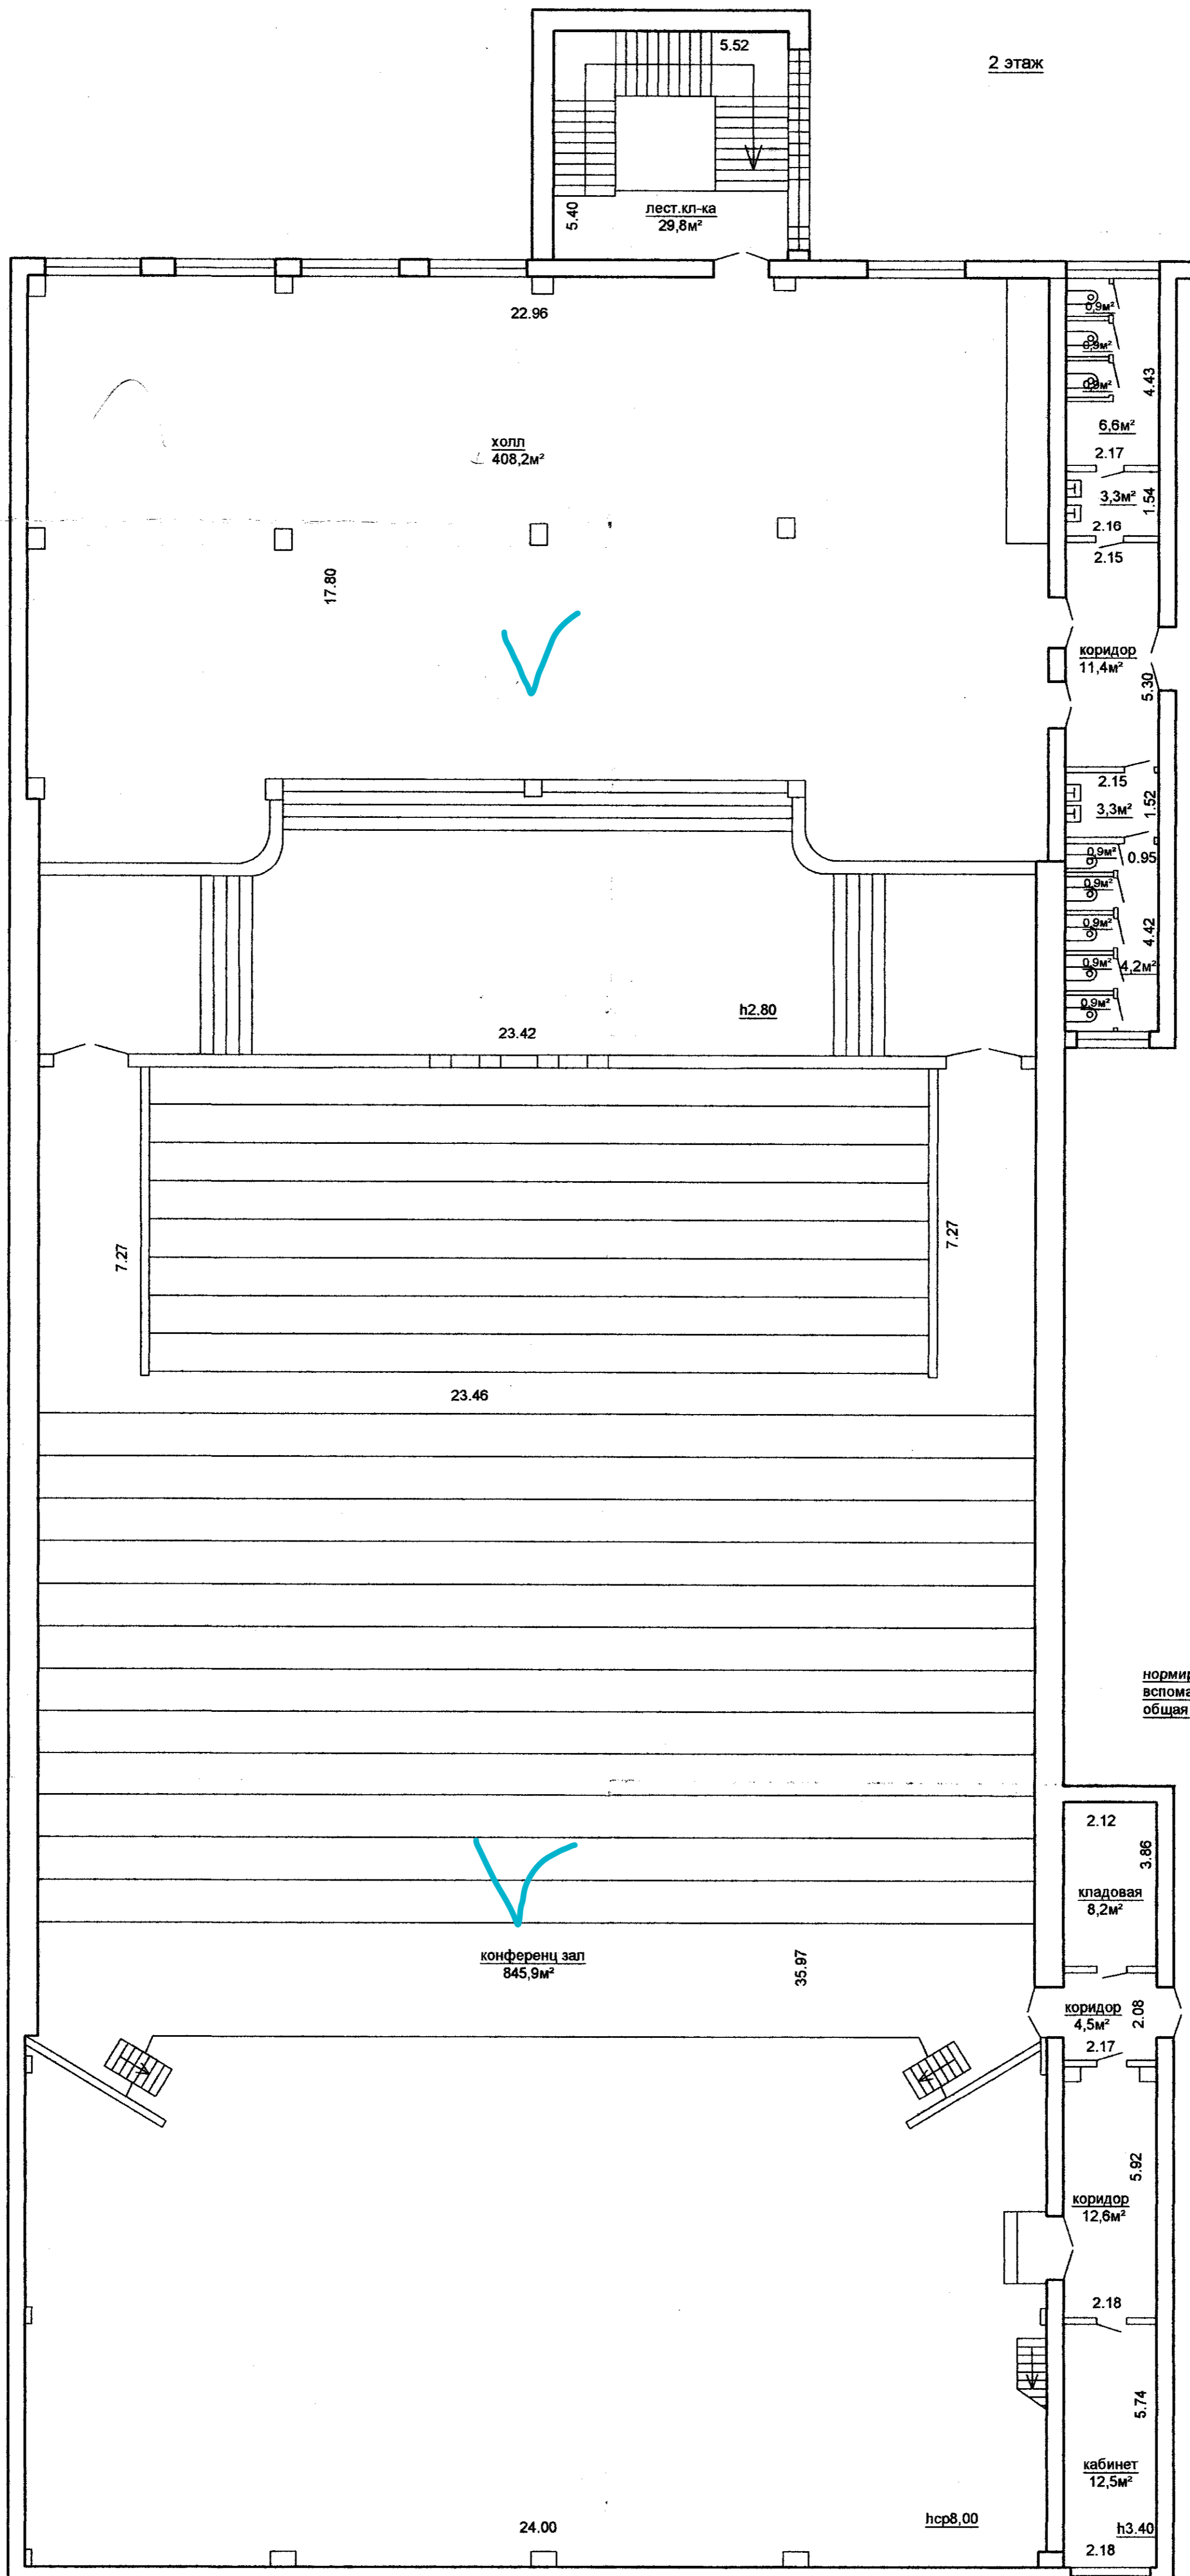 5.52
2 этаж
5.40
лест.кл-ка
29,8м²
22.96
0,9м²
0,9м²
0,9м²
4.43
холл
408,2м²
6,6м²
2.17
3,3м²
1.54
2.16
2.15
17.80
коридор
11,4м²
5.30
2.15
3,3м²
1.52
0,9м²
0.95
0,9м²
0,9м²
4.42
0,9м²
4,2м²
0,9м²
h2.80
23.42
7.27
7.27
23.46
нормир
вспома
общая
2.12
3.86
кладовая
8,2м²
конференц зал
845,9м²
35.97
коридор
4,5м²
2.08
2.17
5.92
коридор
12,6м²
2.18
5.74
кабинет
12,5м²
hср8,00
24.00
h3.40
2.18